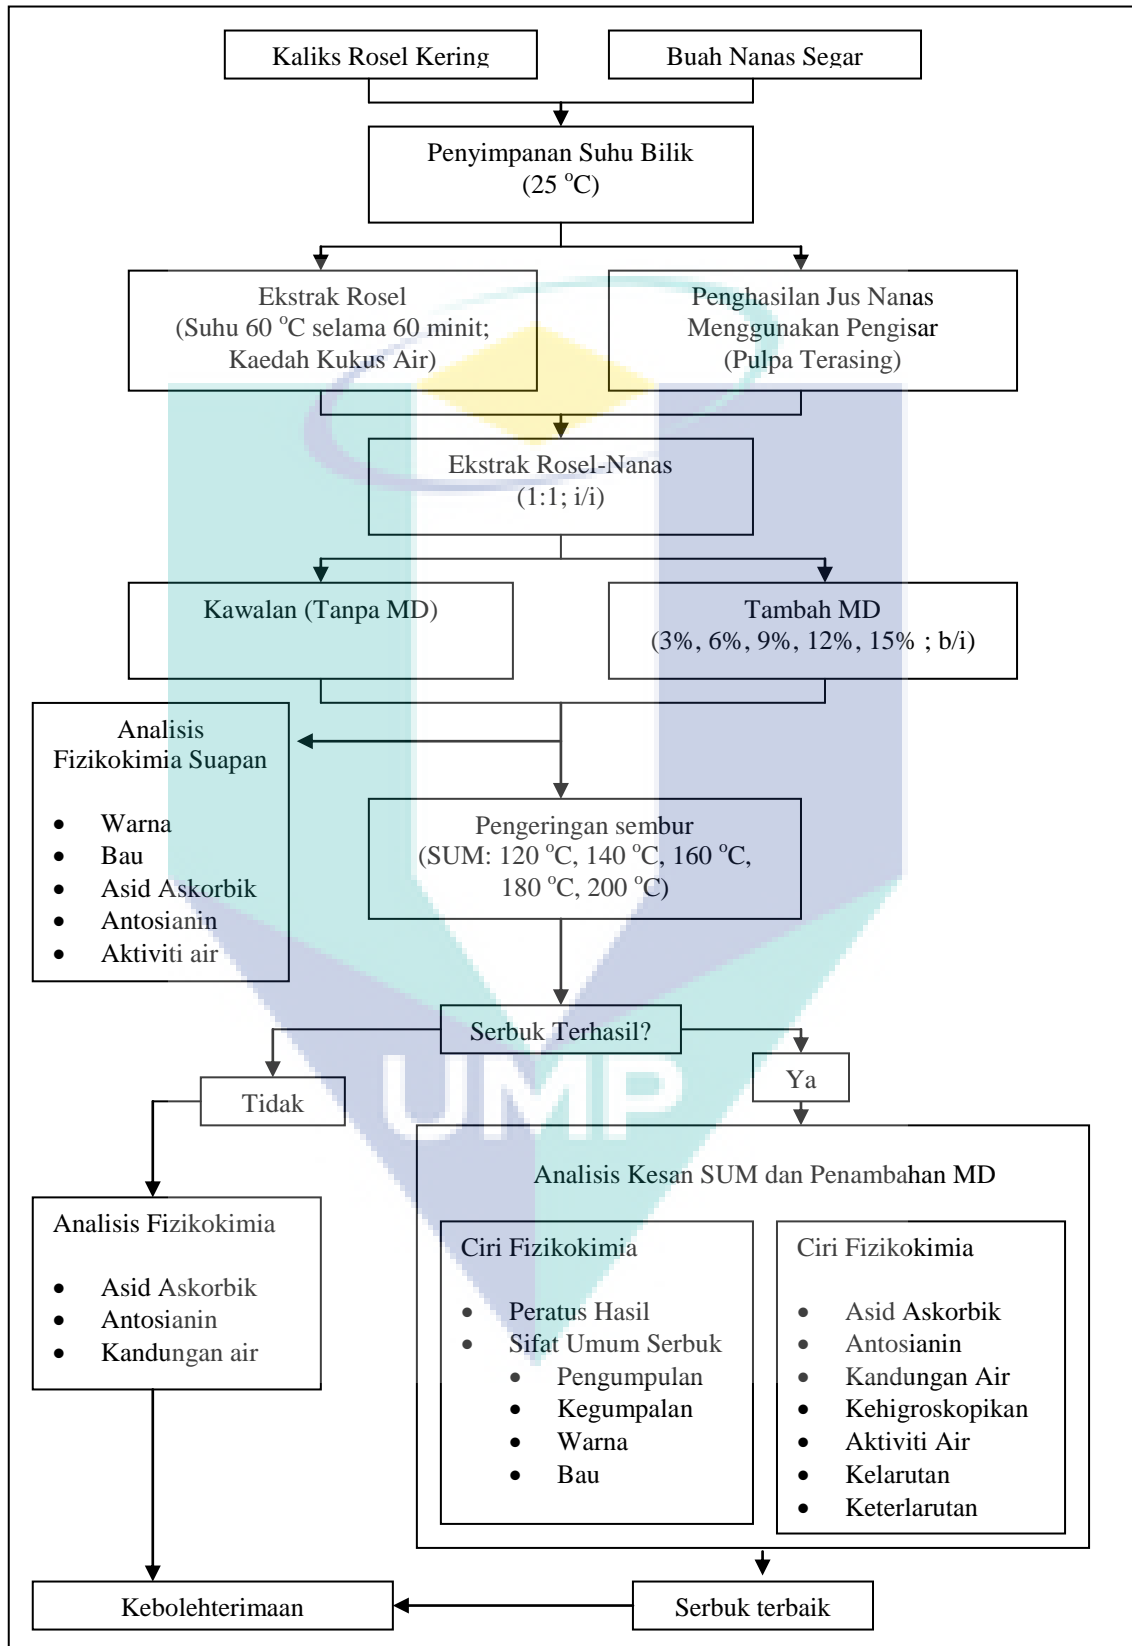 Kaliks Rosel Kering
Buah Nanas Segar
Penyimpanan Suhu Bilik
(25 °C)
Ekstrak Rosel
(Suhu 60 °C selama 60 minit;
Kaedah Kukus Air)
Penghasilan Jus Nanas
Menggunakan Pengisar
(Pulpa Terasing)
Ekstrak Rosel-Nanas
(1:1; i/i)
Kawalan (Tanpa MD)
Tambah MD
(3%, 6%, 9%, 12%, 15% ; b/i)
Analisis
Fizikokimia Suapan
• Warna
• Bau
• Asid Askorbik
• Antosianin
• Aktiviti air
Pengeringan sembur
(SUM: 120 °C, 140 °C, 160 °C,
180 °C, 200 °C)
Serbuk Terhasil?
Tidak
Ya
UMP
Analisis Fizikokimia
• Asid Askorbik
• Antosianin
• Kandungan air
Analisis Kesan SUM dan Penambahan MD
Ciri Fizikokimia
• Peratus Hasil
• Sifat Umum Serbuk
• Pengumpulan
• Kegumpalan
• Warna
• Bau
Ciri Fizikokimia
• Asid Askorbik
• Antosianin
• Kandungan Air
• Kehigroskopikan
• Aktiviti Air
• Kelarutan
• Keterlarutan
Kebolehterimaan
Serbuk terbaik